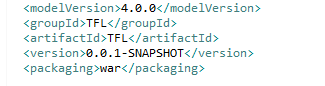 <modelVersion>4.0.0</modelVersion>
<groupId>TFL</groupId>
<artifactId>TFL</artifactId>
<version>0.0.1-SNAPSHOT</version>
<packaging>war</packaging>